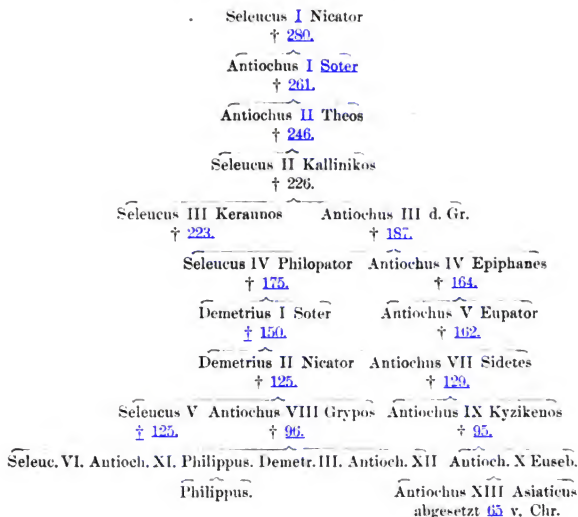 Seleucus I Nicator
† 280.
Antiochus I Soter
† 261.
Antiochus II Theos
† 246.
Seleucus II Kallinikos
† 226.
Seleucus III Keraunos Antiochus III d. Gr.
† 223. † 187.
Seleucus IV Philopator Antiochus IV Epiphanes
† 175. † 164.
Demetrius I Soter Antiochus V Eupator
† 150. † 162.
Demetrius II Nicator Antiochus VII Sidetes
† 125. † 129.
Seleucus V Antiochus VIII Grypos Antiochus IX Kyzikenos
† 125. † 96. † 95.
Seleuc. VI. Antioch. XI. Philippus. Demetr. III. Antioch. XII Antioch. X Euseb.
Philippus. Antiochus XIII Asiaticus
abgesetzt 65 v. Chr.